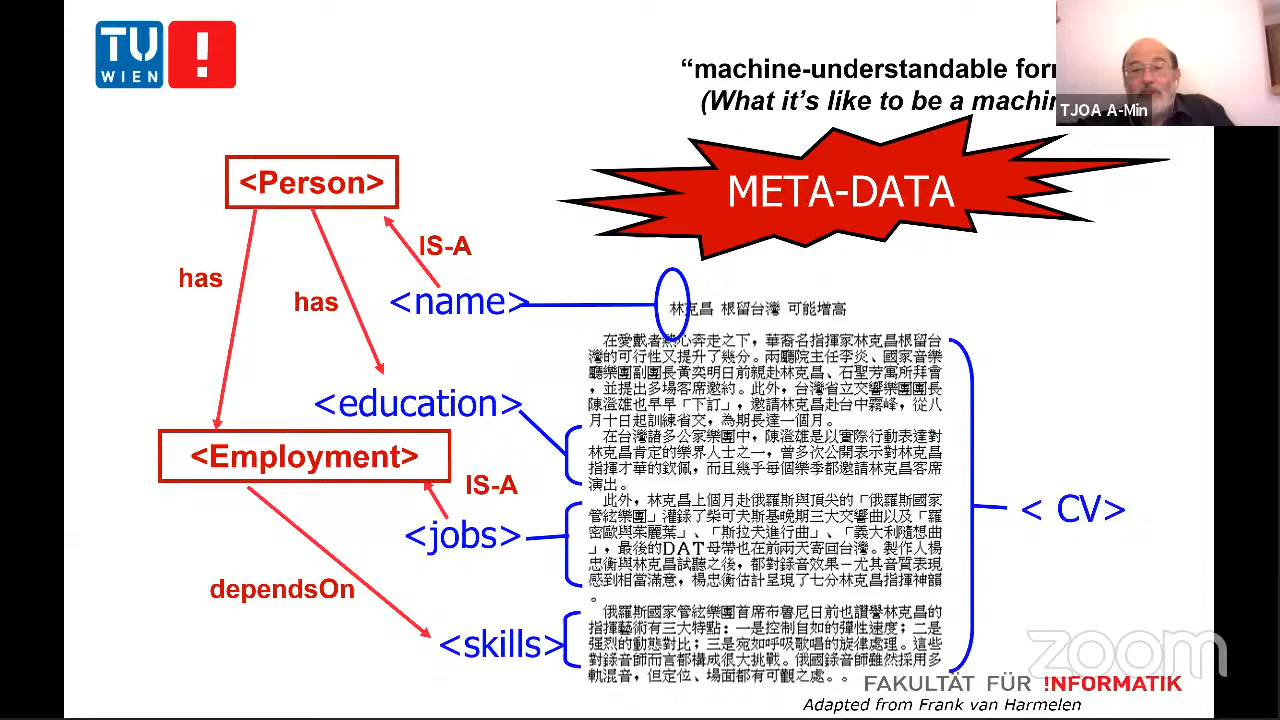 TU
WIEN
!
“machine-understandable
(What it’s like to be a
TJOA A-Min
META-DATA
<Person>
IS-A
has
has
<name>
林克昌 根留台灣 可能增高
在愛戴者熱心奔走之下，華裔名指揮家林克昌根留台
灣的可行性又提升了幾分。兩廳院主任李炎、國家音樂
廳樂團副團長黃奕明日前親赴林克昌、石聖芳寓所拜會
，並提出多場客席邀約。此外，台灣省立交響樂團團長
陳澄雄也早早「下訂」，邀請林克昌赴台中霧峰，從八
月十日起訓練省交，為期長達一個月。
在台灣諸多公家樂團中，陳澄雄是以實際行動表達對
林克昌肯定的樂界人士之一，曾多次公開表示對林克昌
指揮才華的欽佩，而且幾乎每個樂季都邀請林克昌客席
演出。
此外，林克昌上個月赴俄羅斯與頂尖的「俄羅斯國家
管絃樂團」灌錄了柴可夫斯基晚期三大交響曲以及「羅
密歐與茱麗葉」、「斯拉夫進行曲」、「義大利隨想曲
」，最後的DAT母帶也在前兩天寄回台灣。製作人楊
忠衡與林克昌試聽之後，都對錄音效果－尤其音質表現
感到相當滿意，楊忠衡估計呈現了七分林克昌指揮神韻
。
俄羅斯國家管絃樂團首席布魯尼日前也讚譽林克昌的
指揮藝術有三大特點：一是控制自如的彈性速度；二是
強烈的動態對比；三是宛如呼吸歌唱的旋律處理。這些
對錄音師而言都構成很大挑戰。俄國錄音師雖然採用多
軌混音，但定位、場面都有可觀之處。。
<education>
<Employment>
IS-A
<jobs>
< CV>
dependsOn
<skills>
zoom
FAKULTÄT FÜR !NFORMATIK
Adapted from Frank van Harmelen